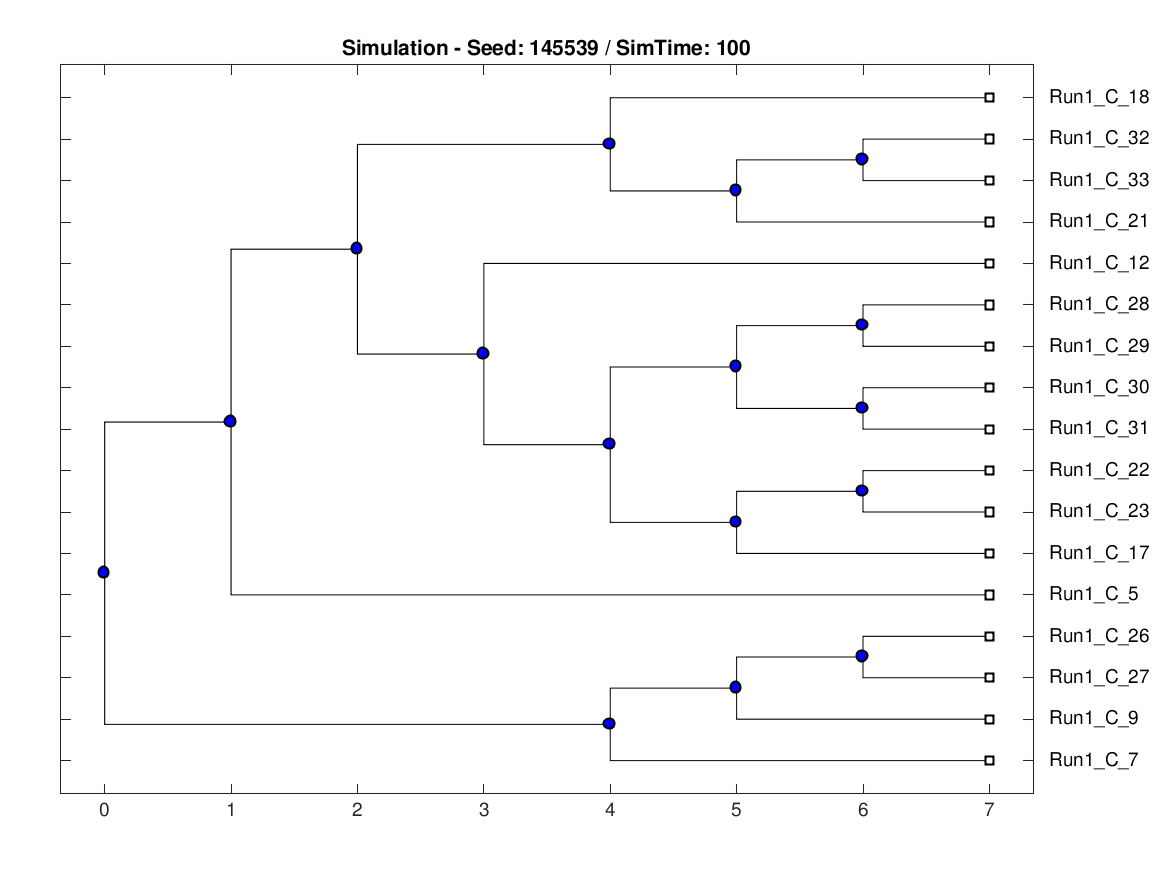 Simulation - Seed: 145539 / SimTime: 100
Run1_C_18
Run1_C_32
Run1_C_33
Run1_C_21
Run1_C_12
Run1_C_28
Run1_C_29
Run1_C_30
Run1_C_31
Run1_C_22
Run1_C_23
Run1_C_17
Run1_C_5
Run1_C_26
Run1_C_27
Run1_C_9
Run1_C_7
0 1 2 3 4 5 6 7